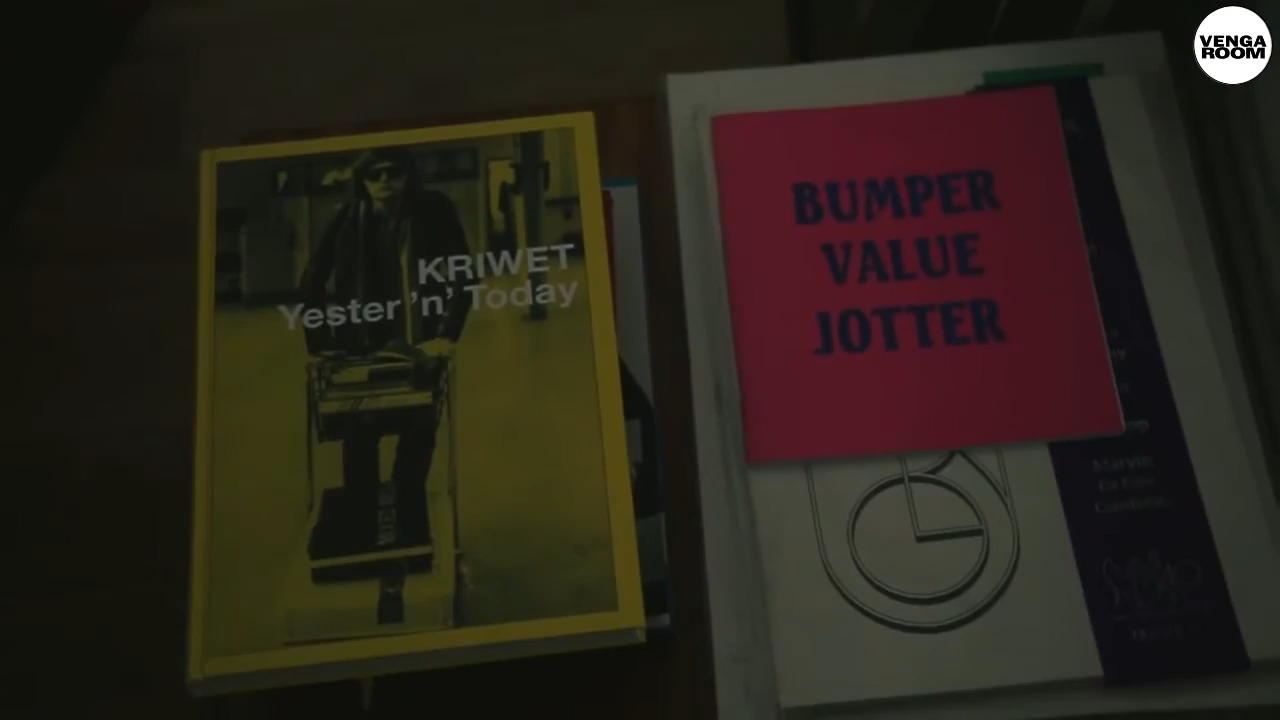 VENGA
ROOM
KRIWET
Yester 'n' Today
BUMPER
VALUE
JOTTER